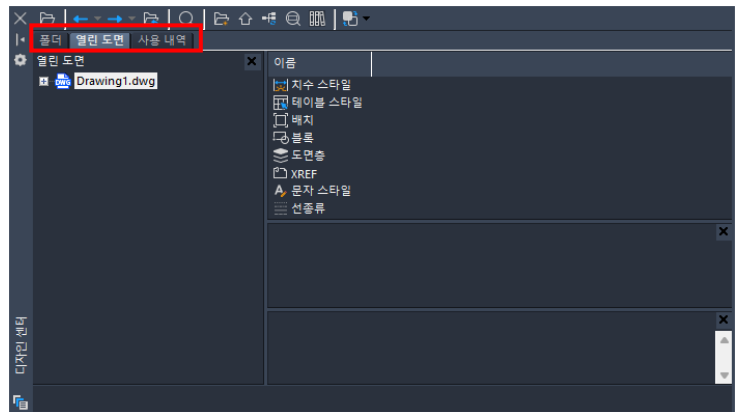 폴더 열린 도면 사용 내역
열린 도면
Drawing1.dwg
이름
치수 스타일
테이블 스타일
배치
블록
도면층
XREF
문자 스타일
선종류
디자인 센터